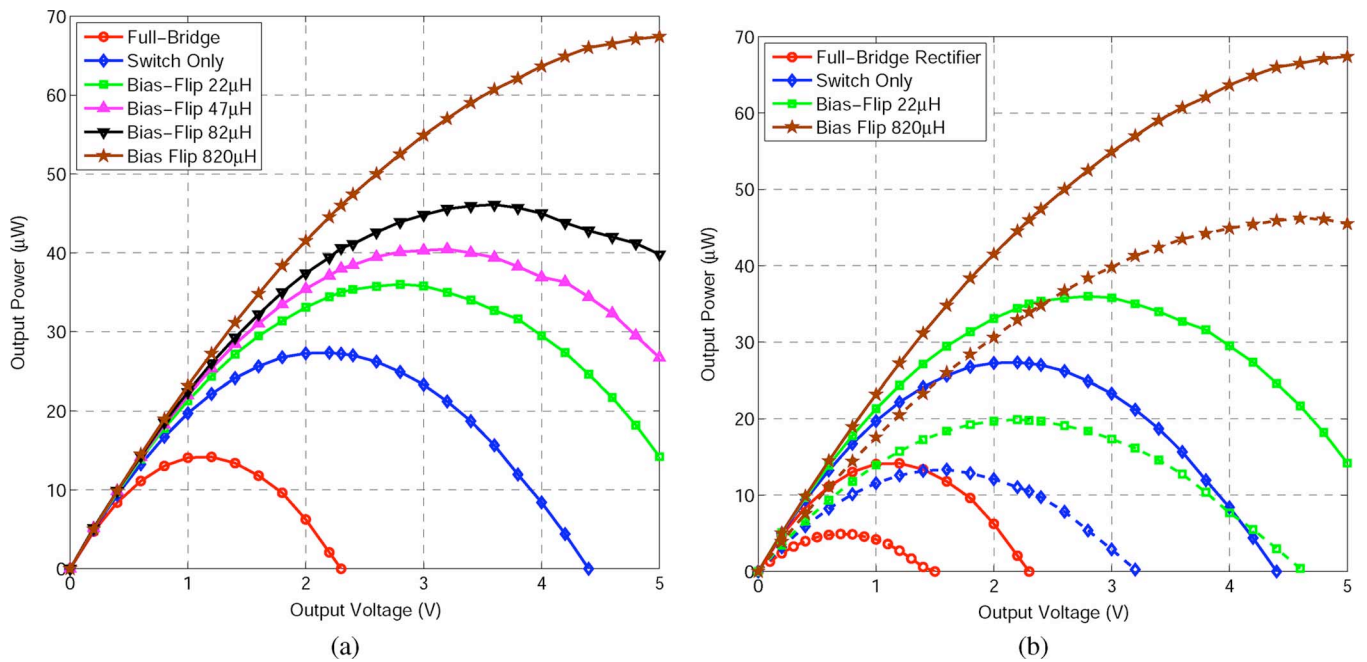 70
60
50
40
30
20
10
0
Output Power (μW)
Full-Bridge
Switch Only
Bias-Flip 22μH
Bias-Flip 47μH
Bias-Flip 82μH
Bias Flip 820μH
0 1 2 3 4 5
Output Voltage (V)
(a)
70
60
50
40
30
20
10
0
Output Power (μW)
Full-Bridge Rectifier
Switch Only
Bias-Flip 22μH
Bias Flip 820μH
0 1 2 3 4 5
Output Voltage (V)
(b)